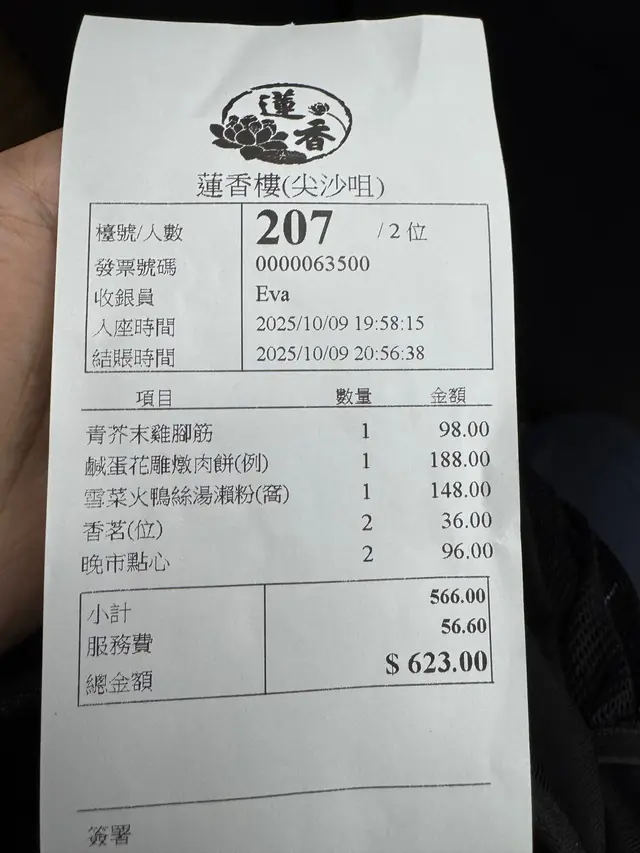 蓮香
蓮香樓(尖沙咀)
檯號/人數 207 /2 位
發票號碼 0000063500
收銀員 Eva
入座時間 2025/10/09 19:58:15
結賬時間 2025/10/09 20:56:38
項目 數量 金額
青芥末雞腳筋 1 98.00
鹹蛋花雕燉肉餅(例) 1 188.00
雪菜火鴨絲湯瀨粉(窩) 1 148.00
香茗(位) 2 36.00
晚市點心 2 96.00
小計 566.00
服務費 56.60
總金額 $ 623.00
簽署